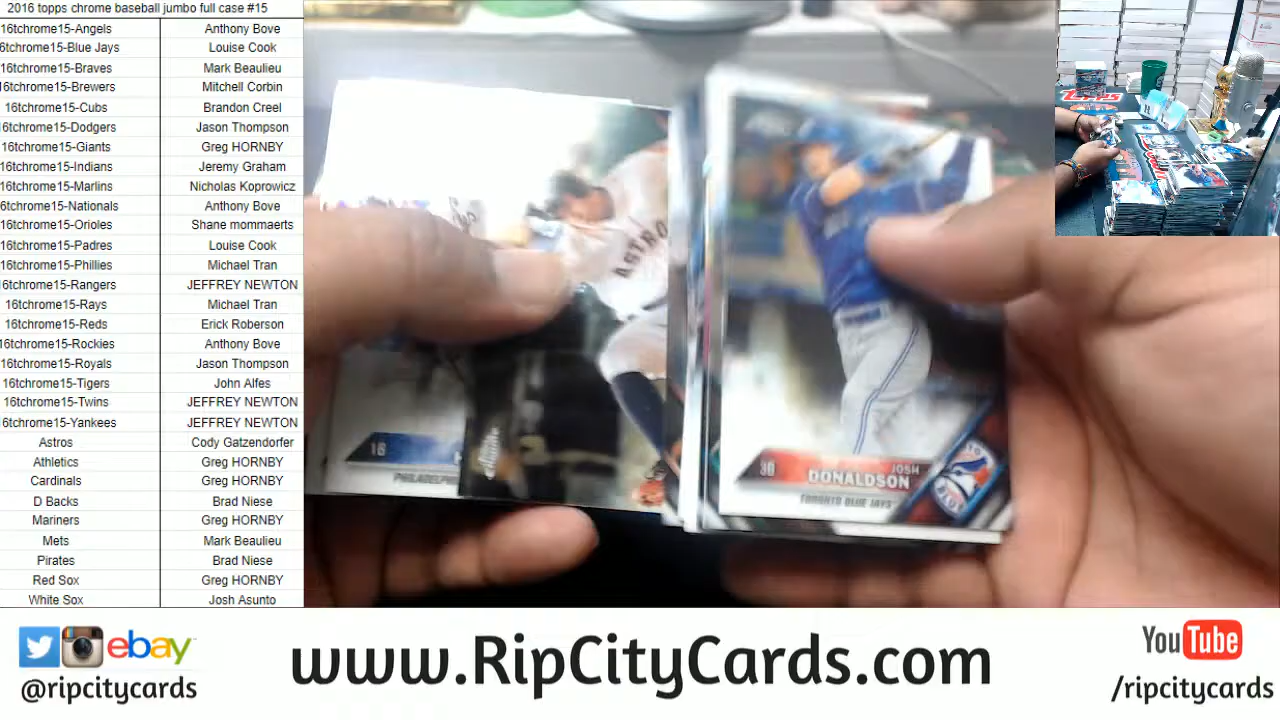 2016 topps chrome baseball jumbo full case #15
16tchrome15-Angels Anthony Bove
6tchrome15-Blue Jays Louise Cook
16tchrome15-Braves Mark Beaulieu
16tchrome15-Brewers Mitchell Corbin
16tchrome15-Cubs Brandon Creel
16tchrome15-Dodgers Jason Thompson
16tchrome15-Giants Greg HORNBY
16tchrome15-Indians Jeremy Graham
16tchrome15-Marlins Nicholas Koprowicz
6tchrome15-Nationals Anthony Bove
16tchrome15-Orioles Shane mommaerts
16tchrome15-Padres Louise Cook
16tchrome15-Phillies Michael Tran
16tchrome15-Rangers JEFFREY NEWTON
16tchrome15-Rays Michael Tran
16tchrome15-Reds Erick Roberson
16tchrome15-Rockies Anthony Bove
16tchrome15-Royals Jason Thompson
16tchrome15-Tigers John Alfes
16tchrome15-Twins JEFFREY NEWTON
6tchrome15-Yankees JEFFREY NEWTON
Astros Cody Gatzendorfer
Athletics Greg HORNBY
Cardinals Greg HORNBY
D Backs Brad Niese
Mariners Greg HORNBY
Mets Mark Beaulieu
Pirates Brad Niese
Red Sox Greg HORNBY
White Sox Josh Asunto
ASTRO
16
PHILADELPHI
JOSH
DONALDSON
TORONTO BLUE JAYS
Topps
ebay
@ripcitycards
www.RipCityCards.com
YouTube
/ripcitycards